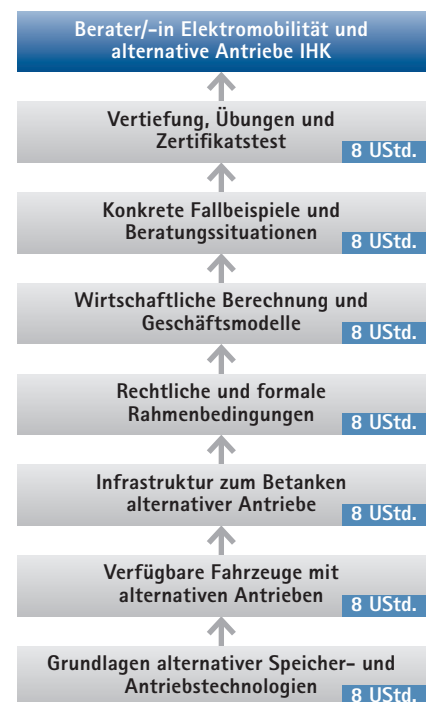 Berater/-in Elektromobilität und
alternative Antriebe IHK
Vertiefung, Übungen und
Zertifikatstest
8 UStd.
Konkrete Fallbeispiele und
Beratungssituationen
8 UStd.
Wirtschaftliche Berechnung und
Geschäftsmodelle
8 UStd.
Rechtliche und formale
Rahmenbedingungen
8 UStd.
Infrastruktur zum Betanken
alternativer Antriebe
8 UStd.
Verfügbare Fahrzeuge mit
alternativen Antrieben
8 UStd.
Grundlagen alternativer Speicher- und
Antriebstechnologien
8 UStd.